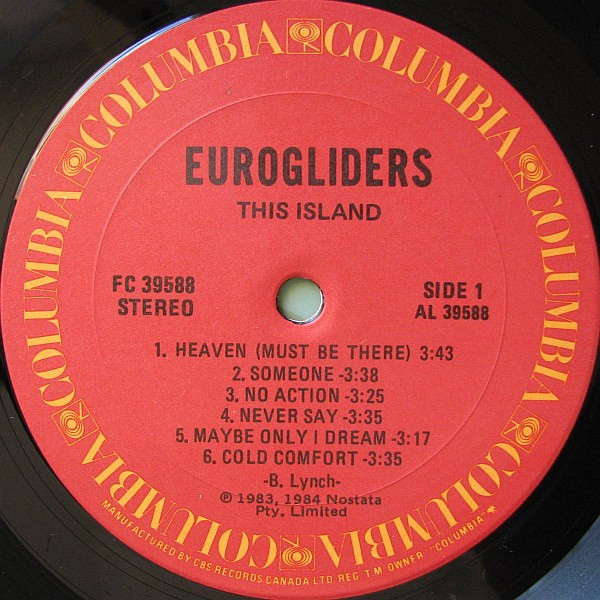 COLUMBIA COLUMBIA COLUMBIA COLUMBIA COLUMBIA COLUMBIA
EUROGLIDERS
THIS ISLAND
FC 39588
STEREO
SIDE 1
AL 39588
1. HEAVEN (MUST BE THERE) 3:43
2. SOMEONE -3:38
3. NO ACTION -3:25
4. NEVER SAY -3:35
5. MAYBE ONLY I DREAM -3:17
6. COLD COMFORT -3:35
-B. Lynch-
℗ 1983, 1984 Nostata
Pty. Limited
MANUFACTURED BY CBS RECORDS CANADA LTD. REG. T.M. OWNER "COLUMBIA"